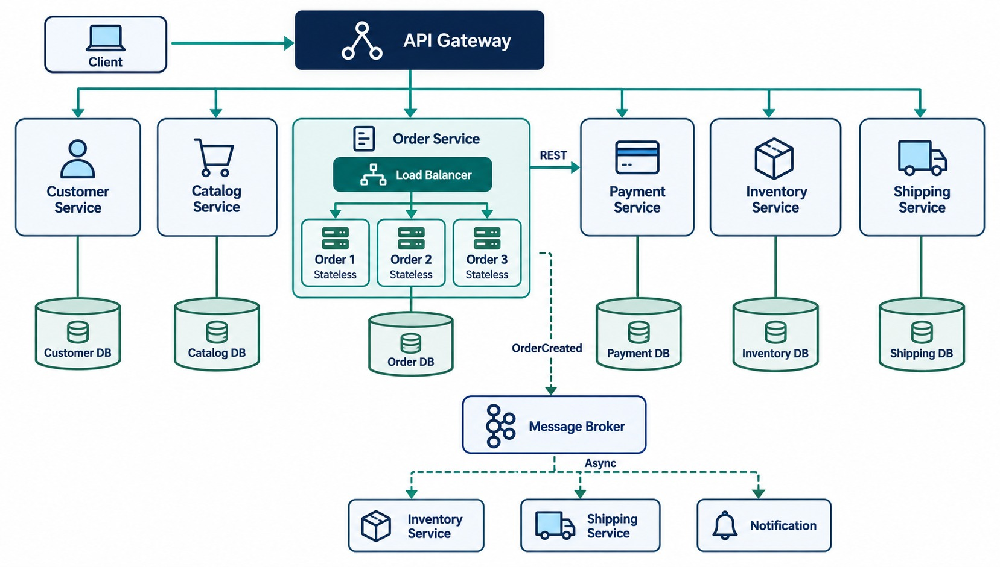 Client
API Gateway
Customer
Service
Catalog
Service
Order Service
Load Balancer
Order 1
Stateless
Order 2
Stateless
Order 3
Stateless
REST
Payment
Service
Inventory
Service
Shipping
Service
Customer DB
Catalog DB
Order DB
OrderCreated
Payment DB
Inventory DB
Shipping DB
Message Broker
Async
Inventory
Service
Shipping
Service
Notification